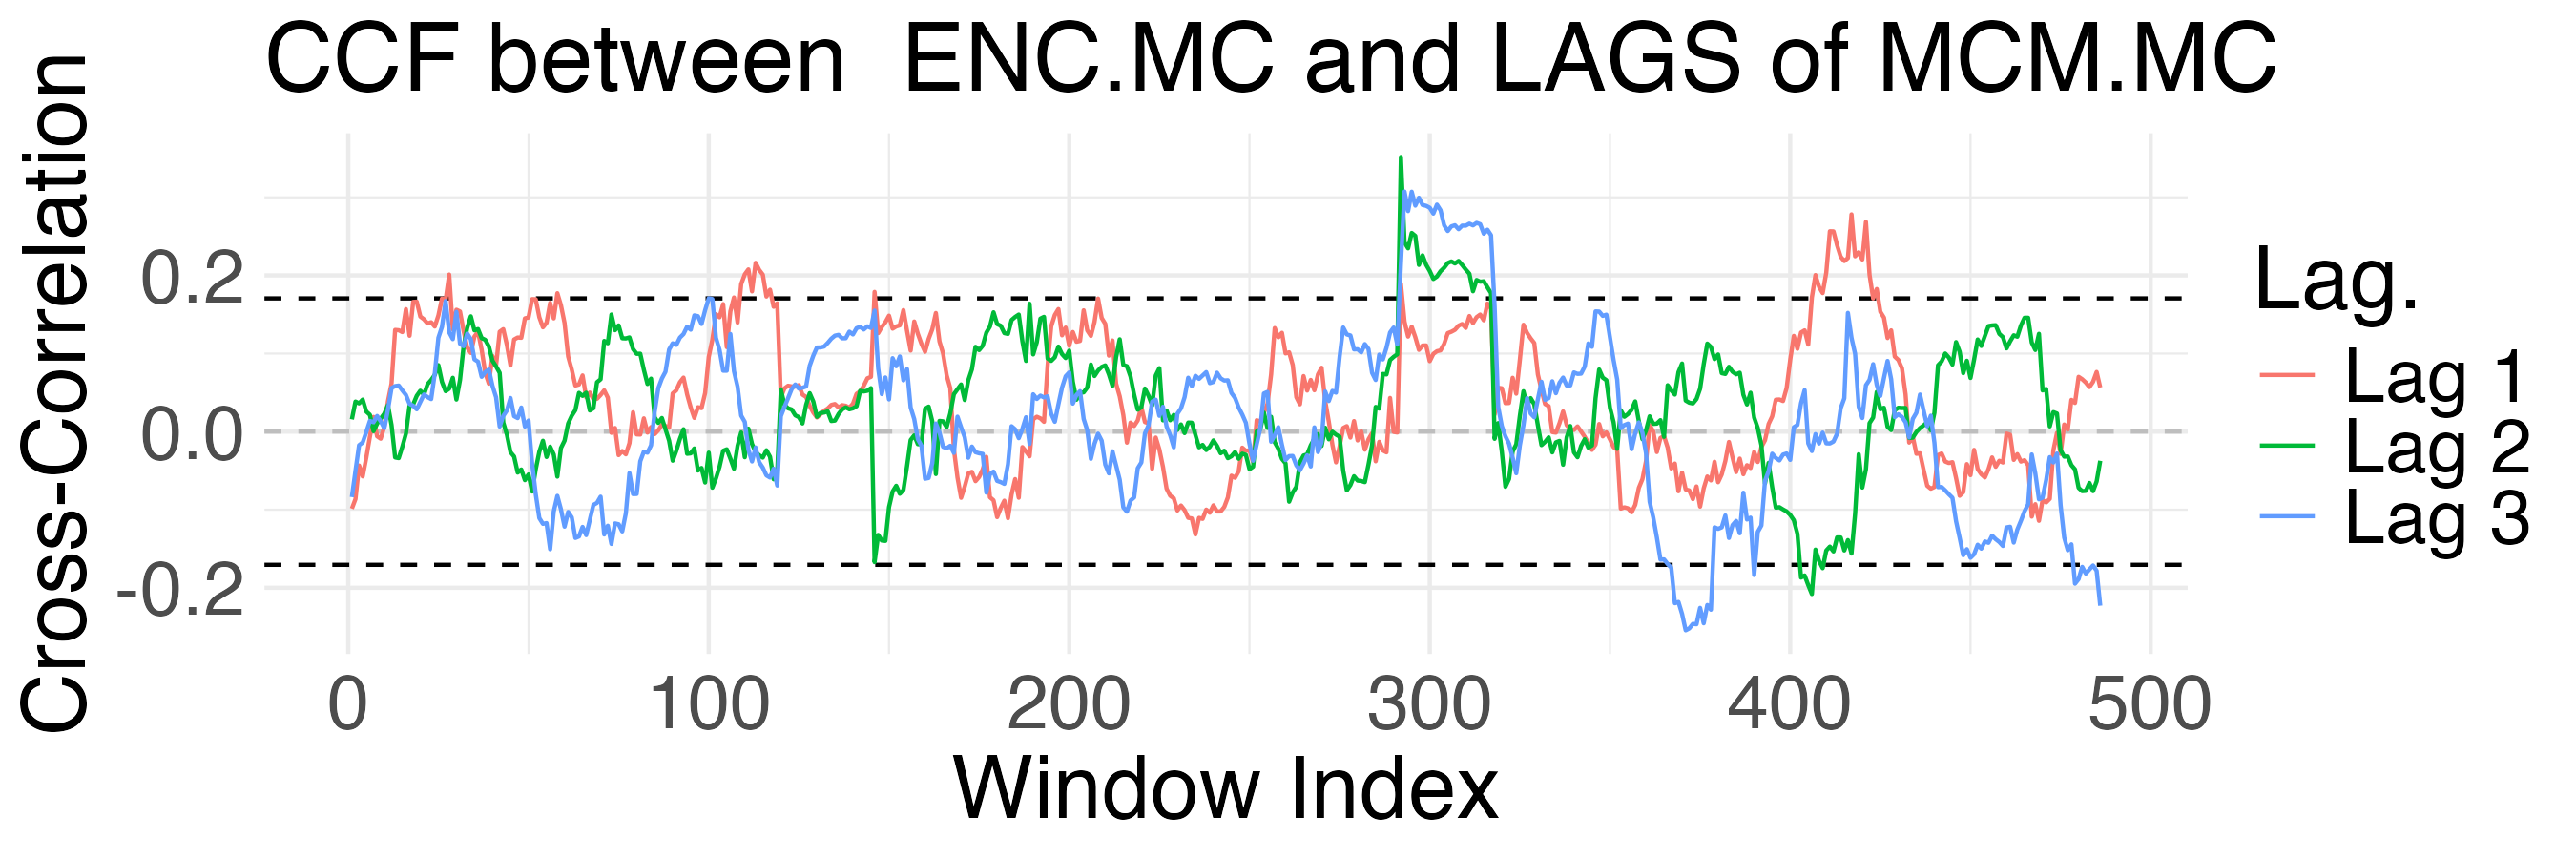 CCF between  ENC.MC and LAGS of MCM.MC
Cross-Correlation
0.2
0.0
-0.2
0
100
200
300
400
500
Window Index
Lag.
Lag 1
Lag 2
Lag 3